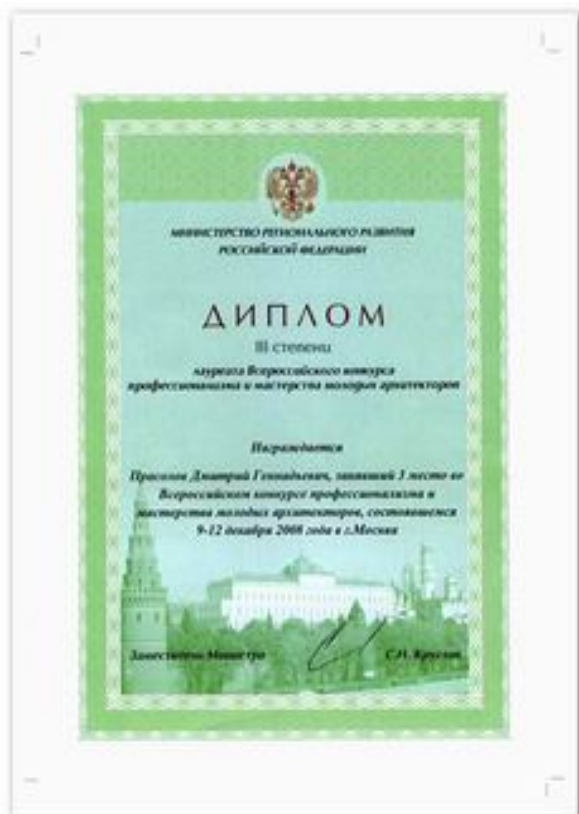 МИНИСТЕРСТВО РЕГИОНАЛЬНОГО РАЗВИТИЯ
РОССИЙСКОЙ ФЕДЕРАЦИИ
ДИПЛОМ
III степени
лауреата Всероссийского конкурса
профессионализма и мастерства молодых архитекторов
Награждается
Дмитрий Геннадьевич, занявший 3 место во
Всероссийском конкурсе профессионализма и
мастерства молодых архитекторов, состоявшемся
9-12 декабря 2008 года в г.Москва
Заместитель Министра
С.И. Круглик